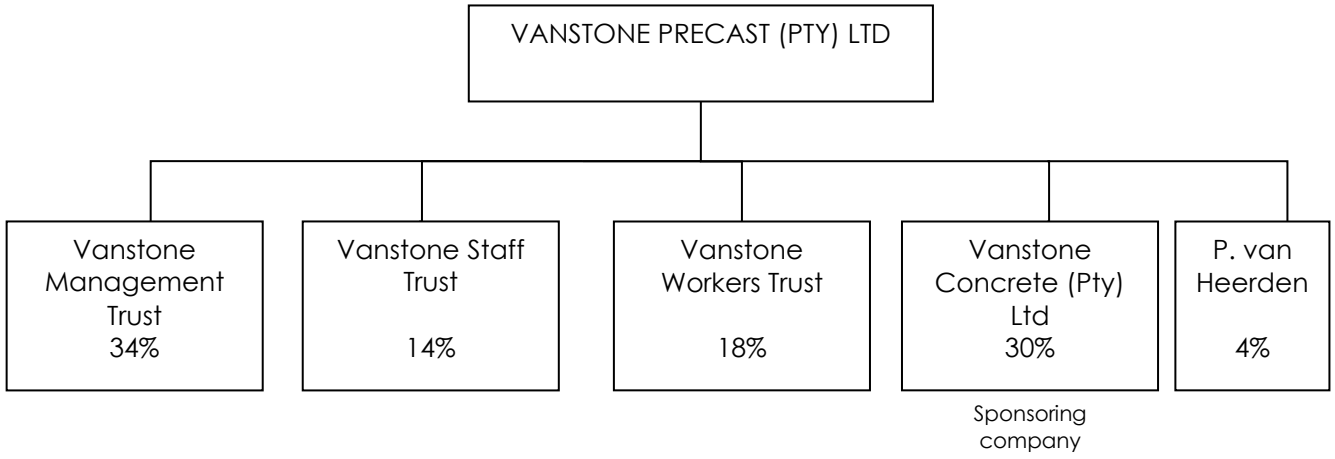 VANSTONE PRECAST (PTY) LTD
Vanstone
Management
Trust
34%
Vanstone Staff
Trust
14%
Vanstone
Workers Trust
18%
Vanstone
Concrete (Pty)
Ltd
30%
P. van
Heerden
4%
Sponsoring
company